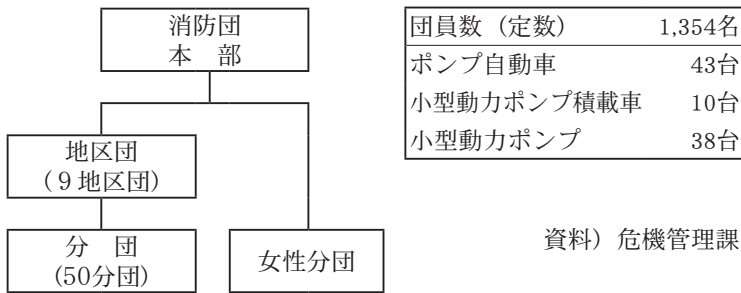 消防団
本　部
地区団
(９地区団)
分　団
(50分団)
女性分団
団員数（定数）　1,354名
ポンプ自動車　43台
小型動力ポンプ積載車　10台
小型動力ポンプ　38台
資料）危機管理課